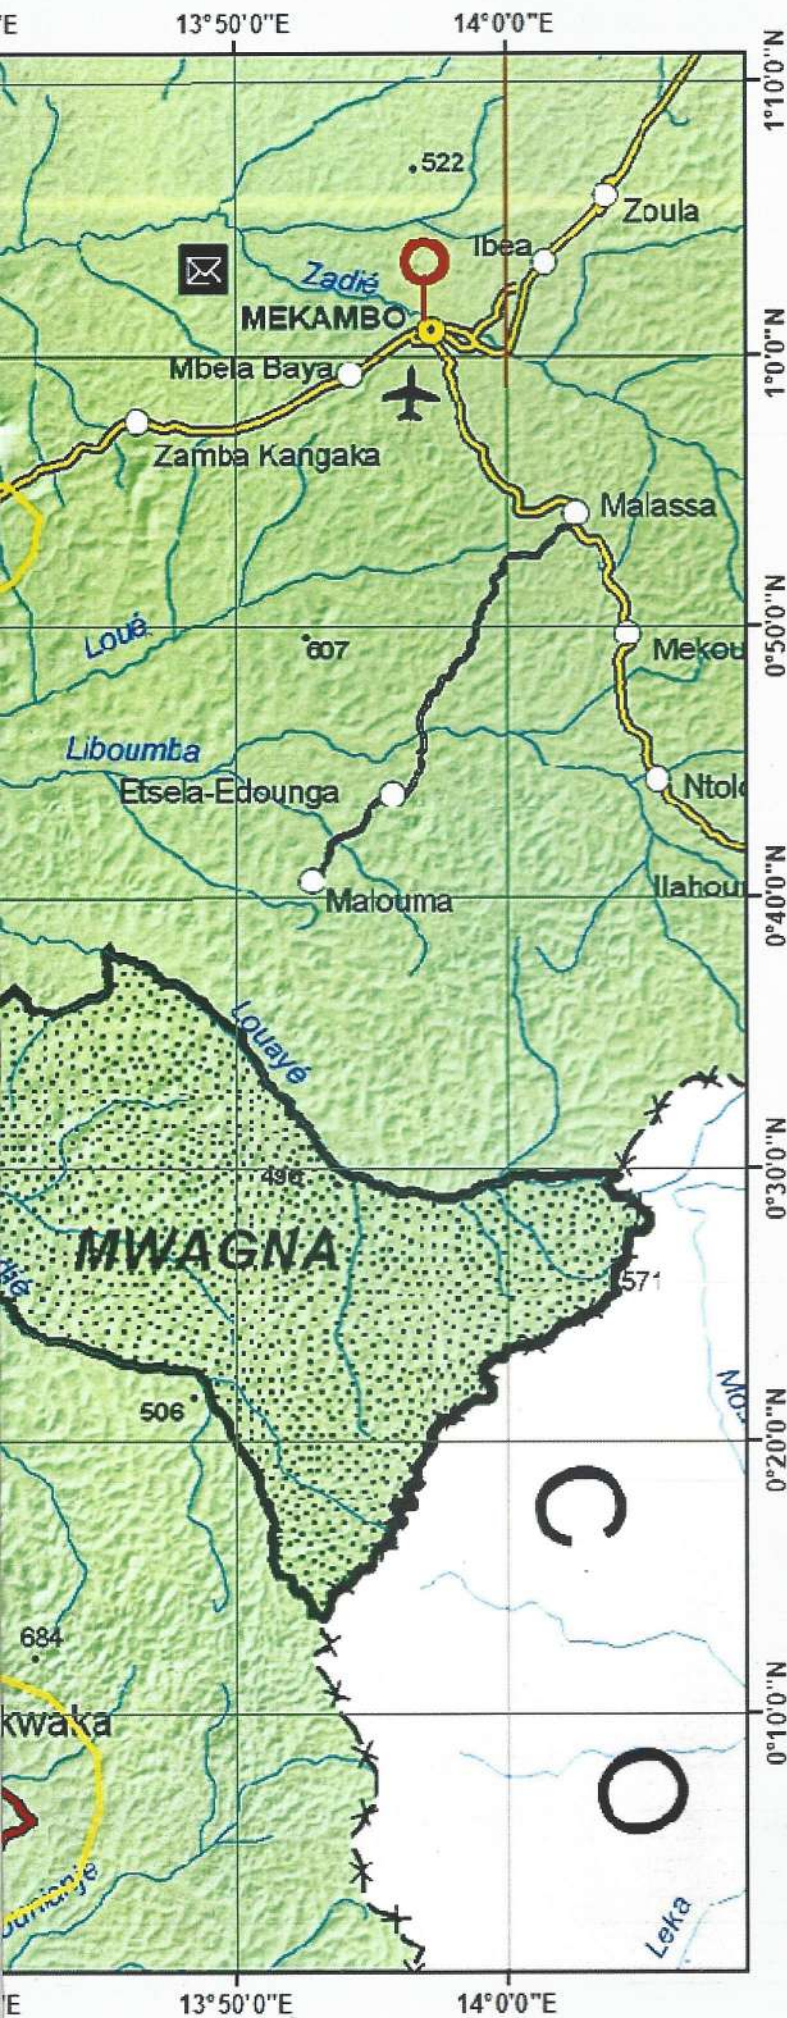 13°50'0"E
14°0'0"E
1°10'0"N
.522
Zoula
Ibea
Zadié
MEKAMBO
1°0'0"N
Mbela Baya
Zamba Kangaka
Malassa
Loué
607
0°50'0"N
Mekou
Liboumba
Etsela-Edounga
Ntolo
Ilahou
0°40'0"N
Malouma
Louayé
496
0°30'0"N
MWAGNA
571
506
0°20'0"N
C
684
kwaka
0°10'0"N
O
Leka
E
13°50'0"E
14°0'0"E